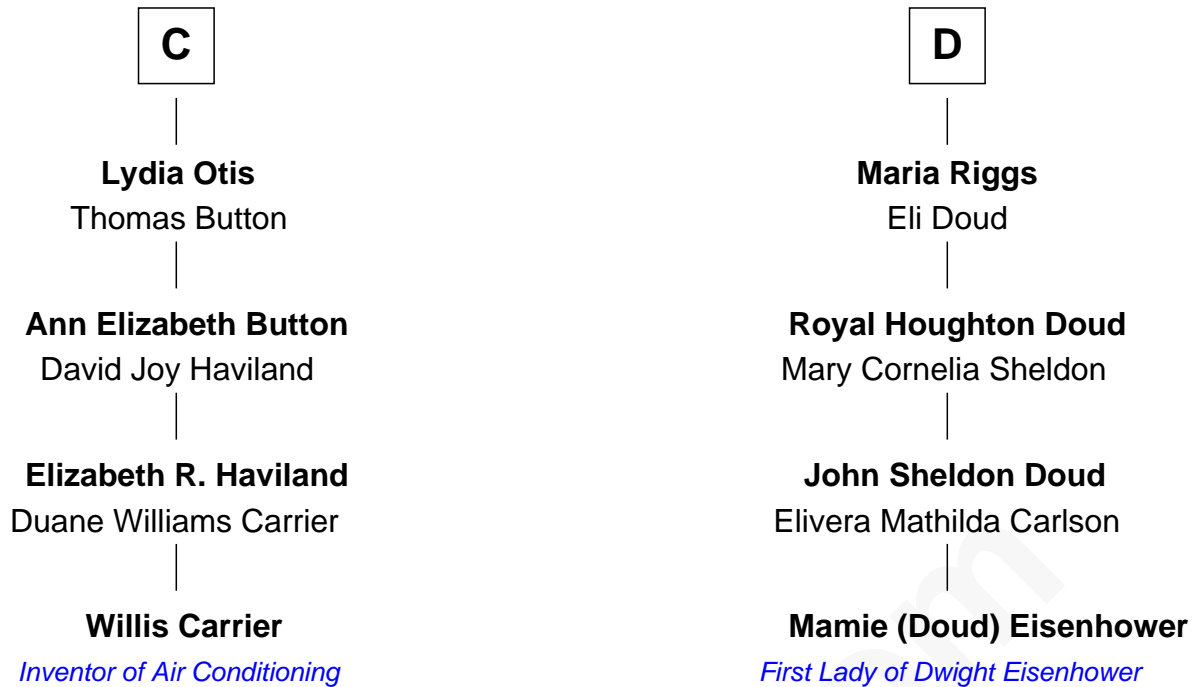 C
Lydia Otis
Thomas Button
Ann Elizabeth Button
David Joy Haviland
Elizabeth R. Haviland
Duane Williams Carrier
Willis Carrier
Inventor of Air Conditioning
D
Maria Riggs
Eli Doud
Royal Houghton Doud
Mary Cornelia Sheldon
John Sheldon Doud
Elivera Mathilda Carlson
Mamie (Doud) Eisenhower
First Lady of Dwight Eisenhower